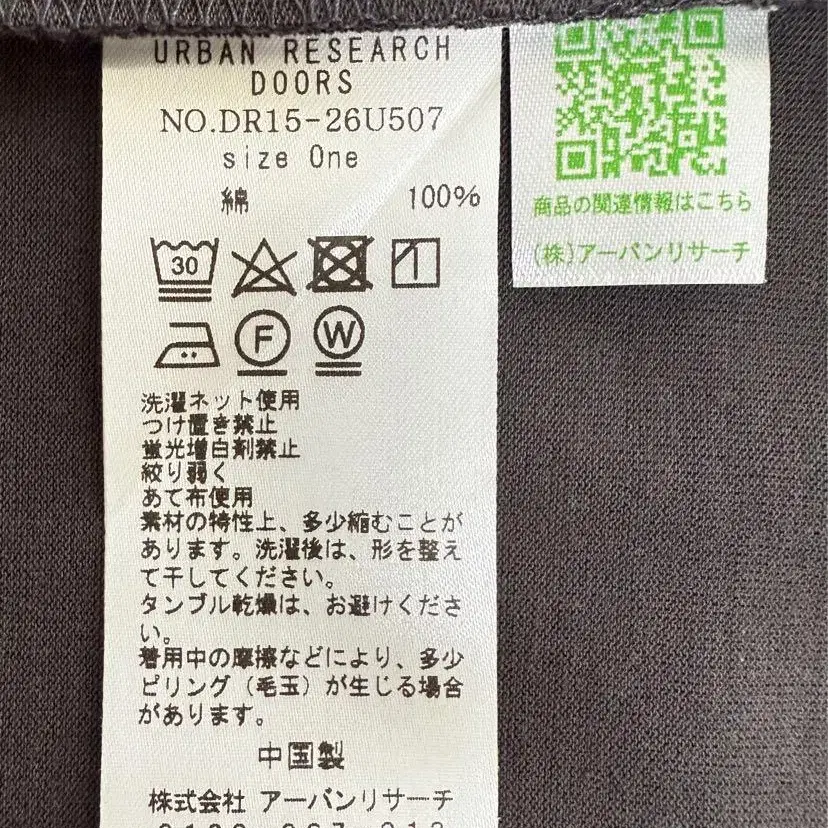 URBAN RESEARCH
DOORS
NO.DR15-26U507
size One
綿 100%
30
F
W
洗濯ネット使用
つけ置き禁止
蛍光増白剤禁止
絞り弱く
あて布使用
素材の特性上、多少縮むことが
あります。洗濯後は、形を整え
て干してください。
タンブル乾燥は、お避けくださ
い。
着用中の摩擦などにより、多少
ピリング（毛玉）が生じる場合
があります。
中国製
株式会社 アーバンリサーチ
商品の関連情報はこちら
(株)アーバンリサーチ